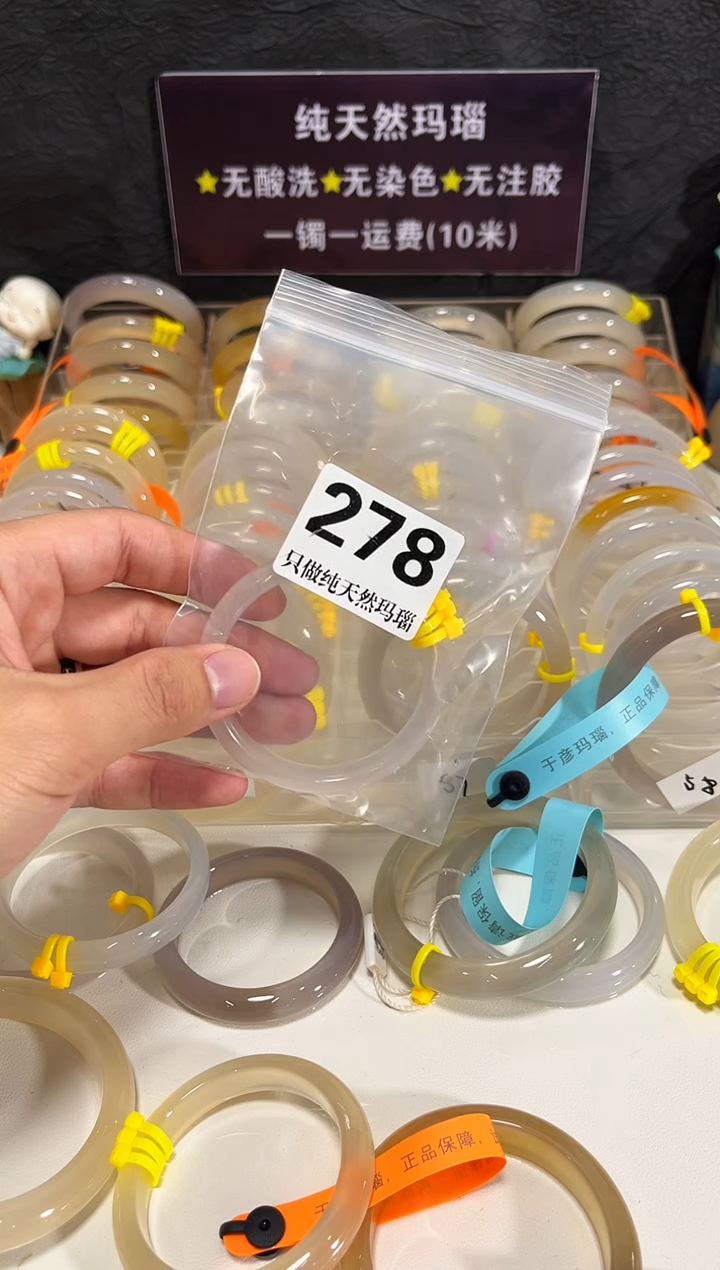 纯天然玛瑙
★无酸洗★无染色★无注胶
一镯一运费(10米)
278
只做纯天然玛瑙
于彦玛瑙，正品保障
58
正品保障，